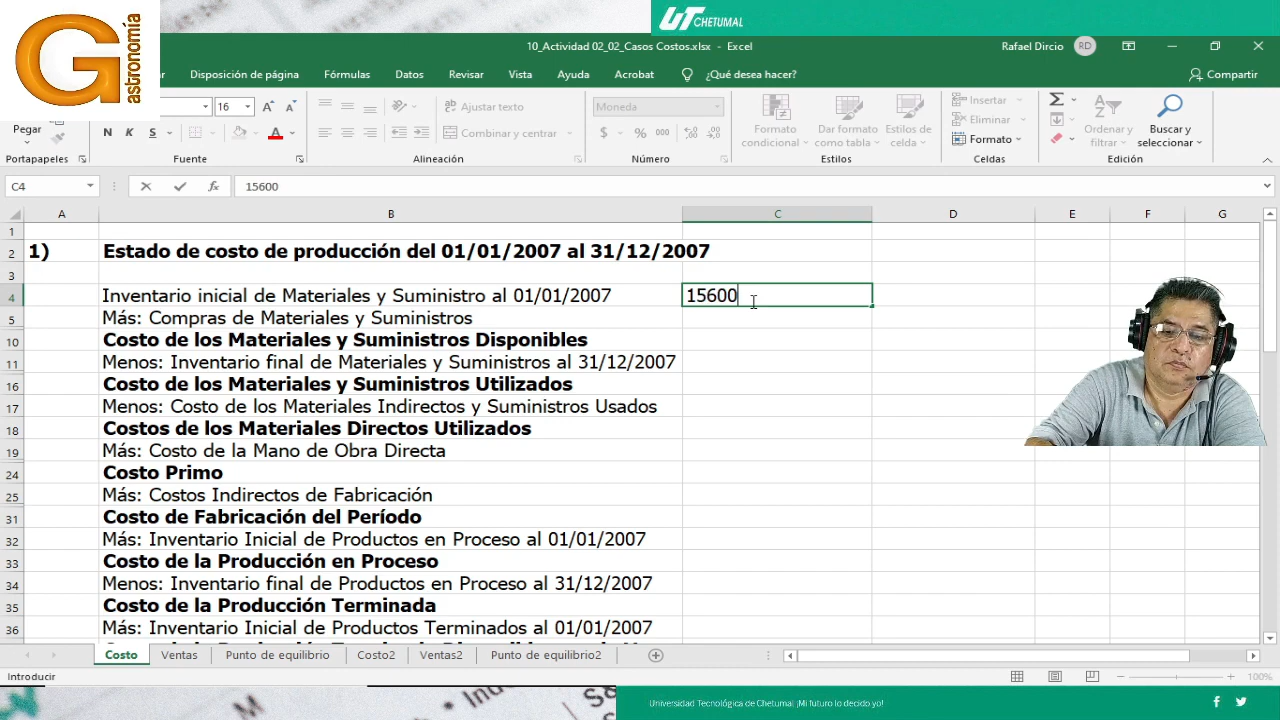 Gastronomía
UT CHETUMAL
10_Actividad 02_02_Casos Costos.xlsx - Excel
Rafael Dircio RD
Disposición de página Fórmulas Datos Revisar Vista Ayuda Acrobat ¿Qué desea hacer? Compartir
Pegar
16 A A
N K S A
Ajustar texto
Combinar y centrar
Moneda
$ % 000
Formato condicional
Dar formato como tabla
Estilos de celda
Insertar
Eliminar
Formato
Ordenar y filtrar
Buscar y seleccionar
Portapapeles Fuente Alineación Número Estilos Celdas Edición
C4 fx 15600
A B C D E F G
1
2 1) Estado de costo de producción del 01/01/2007 al 31/12/2007
3
4 Inventario inicial de Materiales y Suministro al 01/01/2007 15600
5 Más: Compras de Materiales y Suministros
10 Costo de los Materiales y Suministros Disponibles
11 Menos: Inventario final de Materiales y Suministros al 31/12/2007
16 Costo de los Materiales y Suministros Utilizados
17 Menos: Costo de los Materiales Indirectos y Suministros Usados
18 Costos de los Materiales Directos Utilizados
19 Más: Costo de la Mano de Obra Directa
24 Costo Primo
25 Más: Costos Indirectos de Fabricación
31 Costo de Fabricación del Período
32 Más: Inventario Inicial de Productos en Proceso al 01/01/2007
33 Costo de la Producción en Proceso
34 Menos: Inventario final de Productos en Proceso al 31/12/2007
35 Costo de la Producción Terminada
36 Más: Inventario Inicial de Productos Terminados al 01/01/2007
Costo Ventas Punto de equilibrio Costo2 Ventas2 Punto de equilibrio2
Introducir 100%
Universidad Tecnológica de Chetumal ¡Mi futuro lo decido yo!